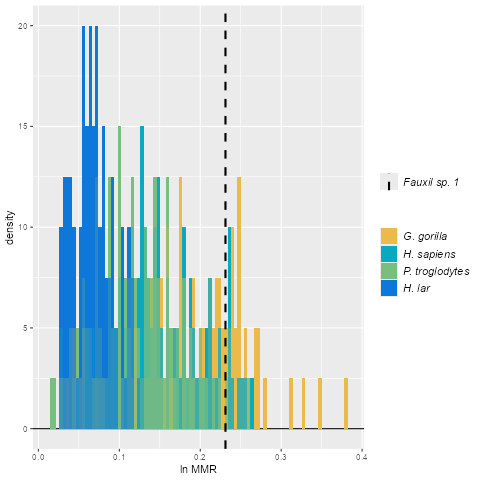 20
15
10
5
0
density
0.0 0.1 0.2 0.3 0.4
ln MMR
Fauxil sp. 1
G. gorilla
H. sapiens
P. troglodytes
H. lar